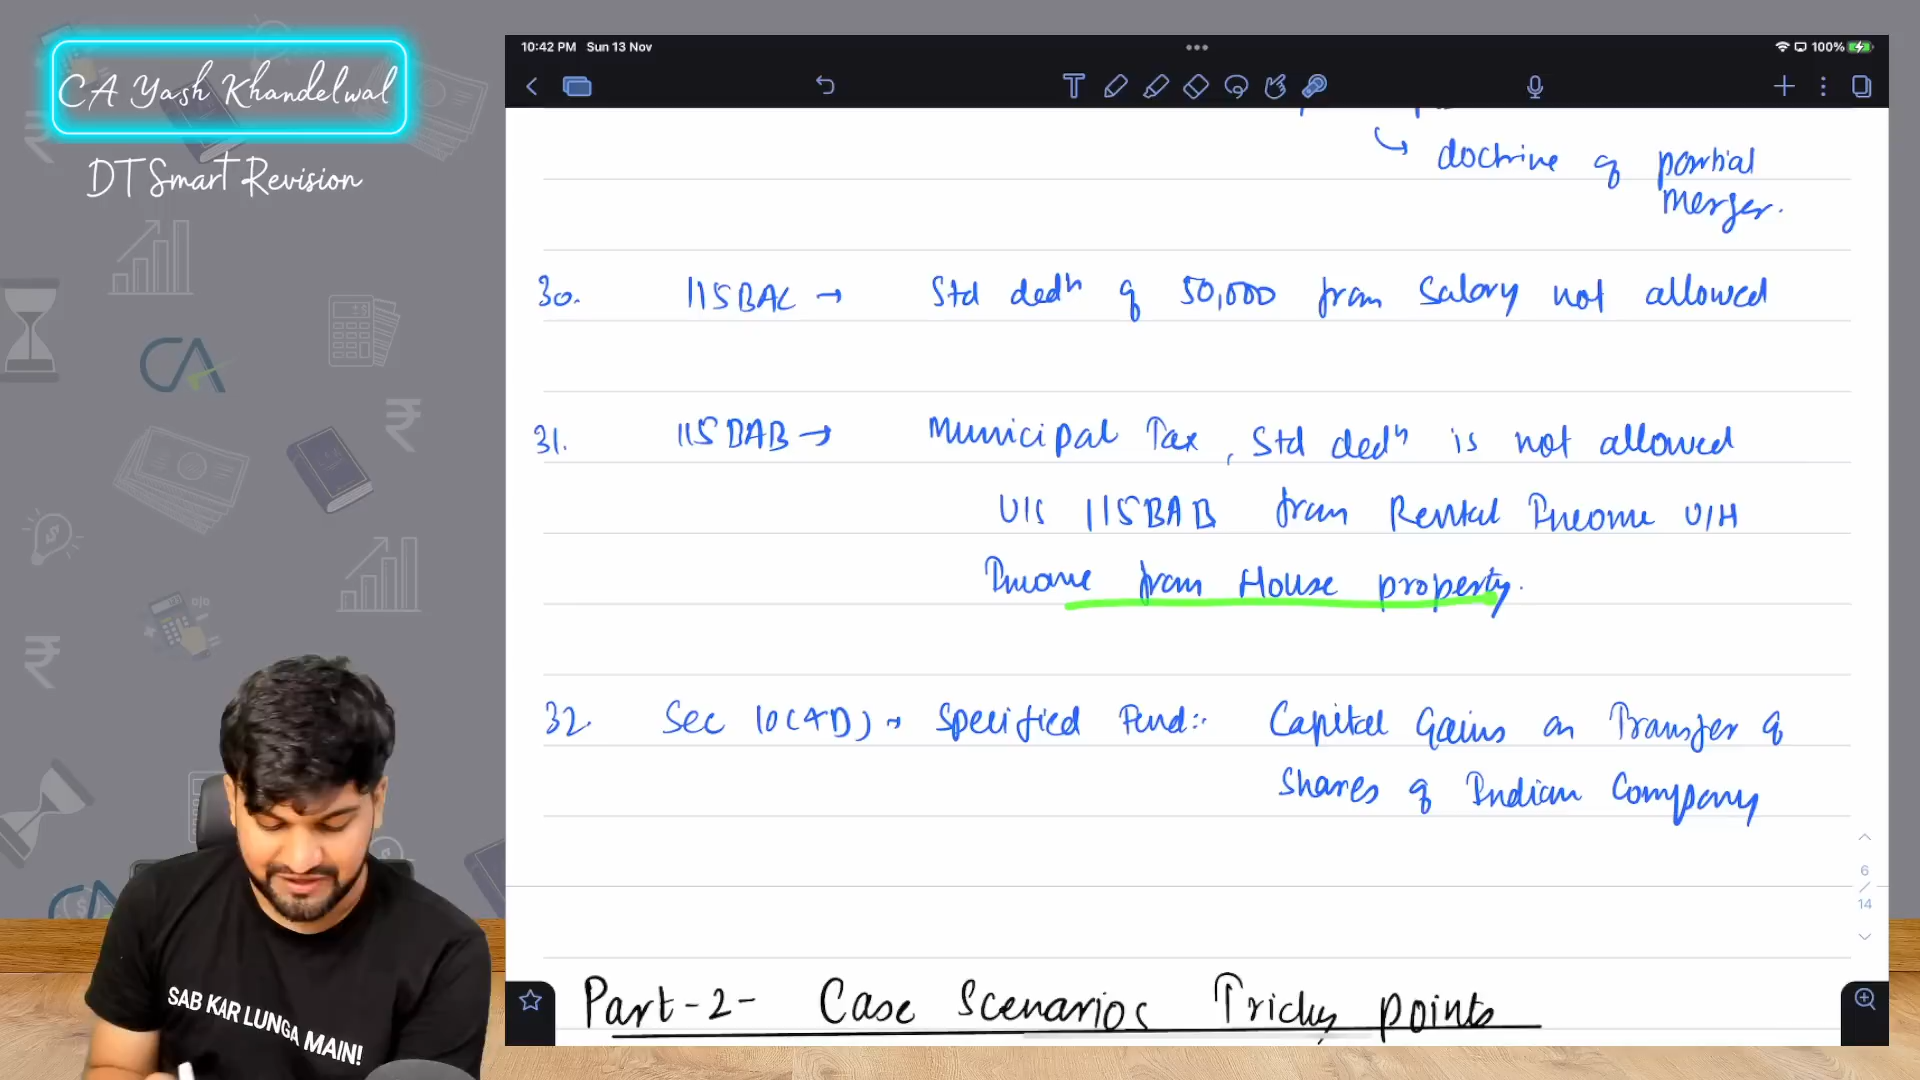 CA Yash Khandelwal
DT Smart Revision
10:42 PM Sun 13 Nov
100%
doctrine of partial
merger.
30. 115BAC → Std dedn of 50,000 from Salary not allowed
31. 115BAB → Municipal Tax, Std dedn is not allowed
U/s 115BAB from Rental Income U/H
Income from House property.
32. Sec 10(4D) → Specified Fund:: Capital Gains on Transfer of
Shares of Indian Company
6
/
14
Part-2- Case Scenarios Tricky points
SAB KAR LUNGA MAIN!
CA